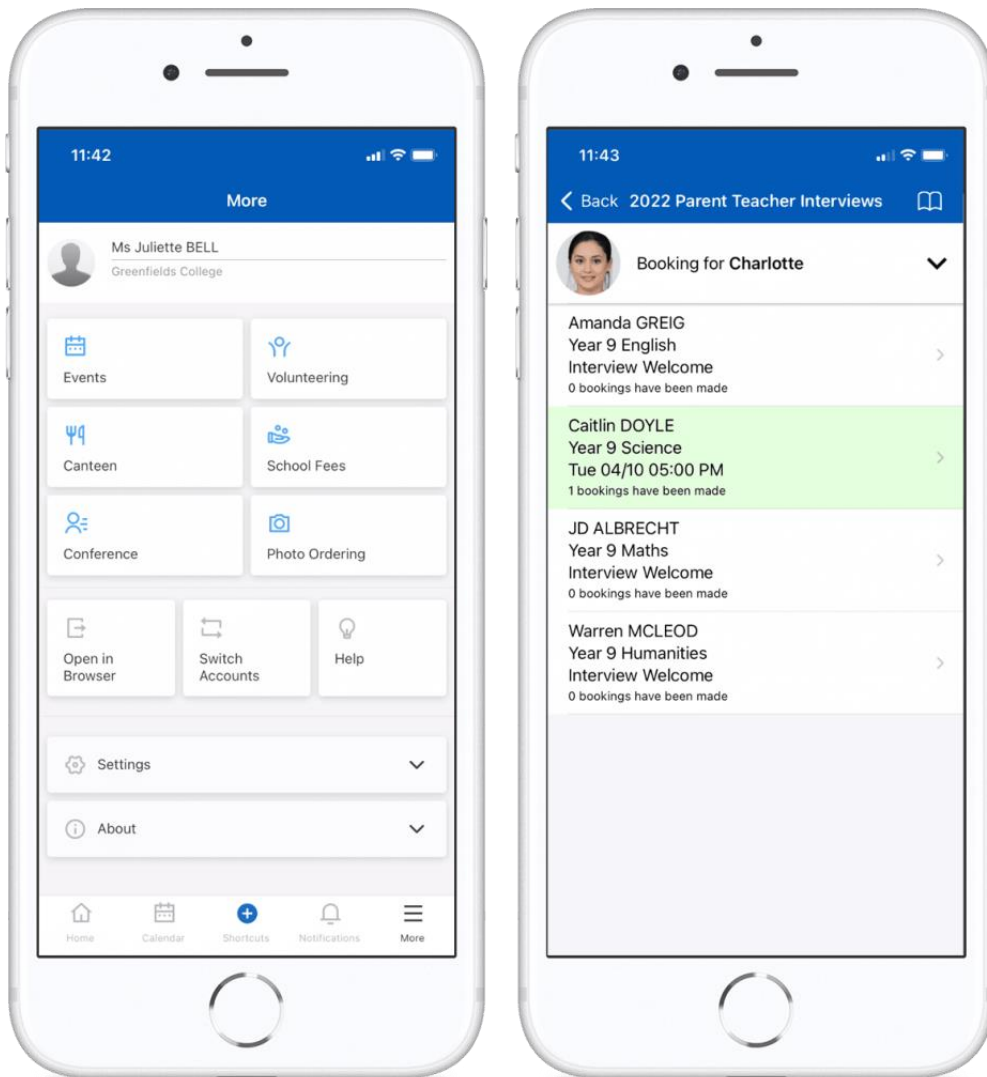 11:42
More
Ms Juliette BELL
Greenfields College
Events
Volunteering
Canteen
School Fees
Conference
Photo Ordering
Open in
Browser
Switch
Accounts
Help
Settings
About
Home
Calendar
Shortcuts
Notifications
More
11:43
Back 2022 Parent Teacher Interviews
Booking for Charlotte
Amanda GREIG
Year 9 English
Interview Welcome
0 bookings have been made
Caitlin DOYLE
Year 9 Science
Tue 04/10 05:00 PM
1 bookings have been made
JD ALBRECHT
Year 9 Maths
Interview Welcome
0 bookings have been made
Warren MCLEOD
Year 9 Humanities
Interview Welcome
0 bookings have been made